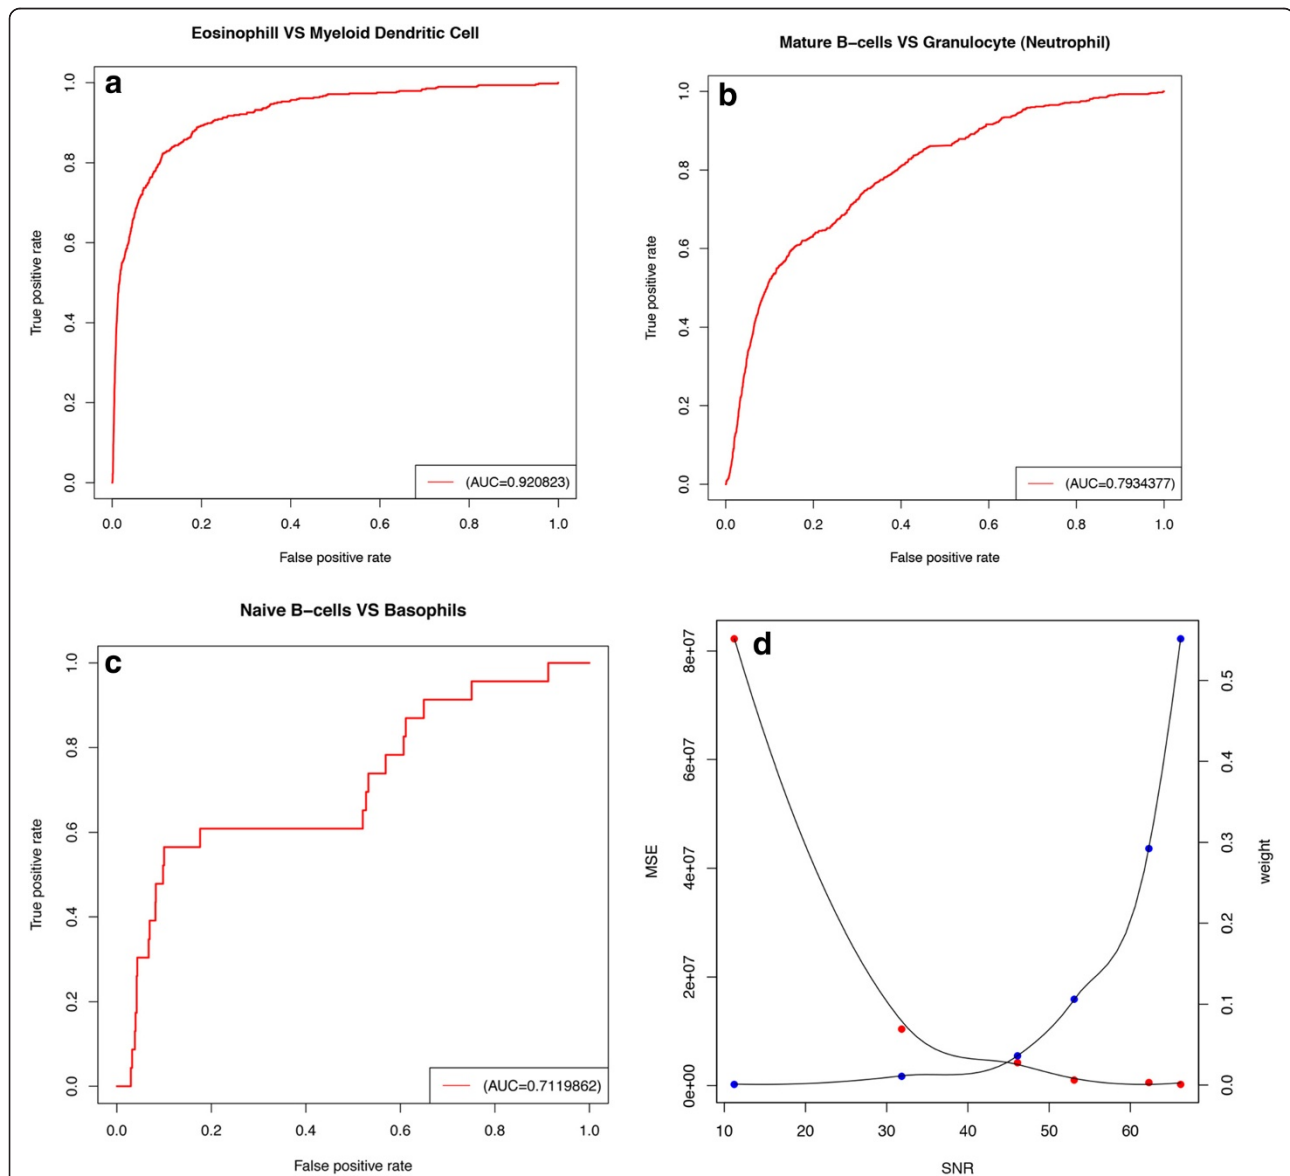 Eosinophill VS Myeloid Dendritic Cell
a
1.0
0.8
0.6
0.4
0.2
0.0
True positive rate
(AUC=0.920823)
0.0 0.2 0.4 0.6 0.8 1.0
False positive rate
Mature B-cells VS Granulocyte (Neutrophil)
b
1.0
0.8
0.6
0.4
0.2
0.0
True positive rate
(AUC=0.7934377)
0.0 0.2 0.4 0.6 0.8 1.0
False positive rate
Naive B-cells VS Basophils
c
1.0
0.8
0.6
0.4
0.2
0.0
True positive rate
(AUC=0.7119862)
0.0 0.2 0.4 0.6 0.8 1.0
False positive rate
d
8e+07
6e+07
4e+07
2e+07
0e+00
MSE
0.5
0.4
0.3
0.2
0.1
0.0
weight
10 20 30 40 50 60
SNR